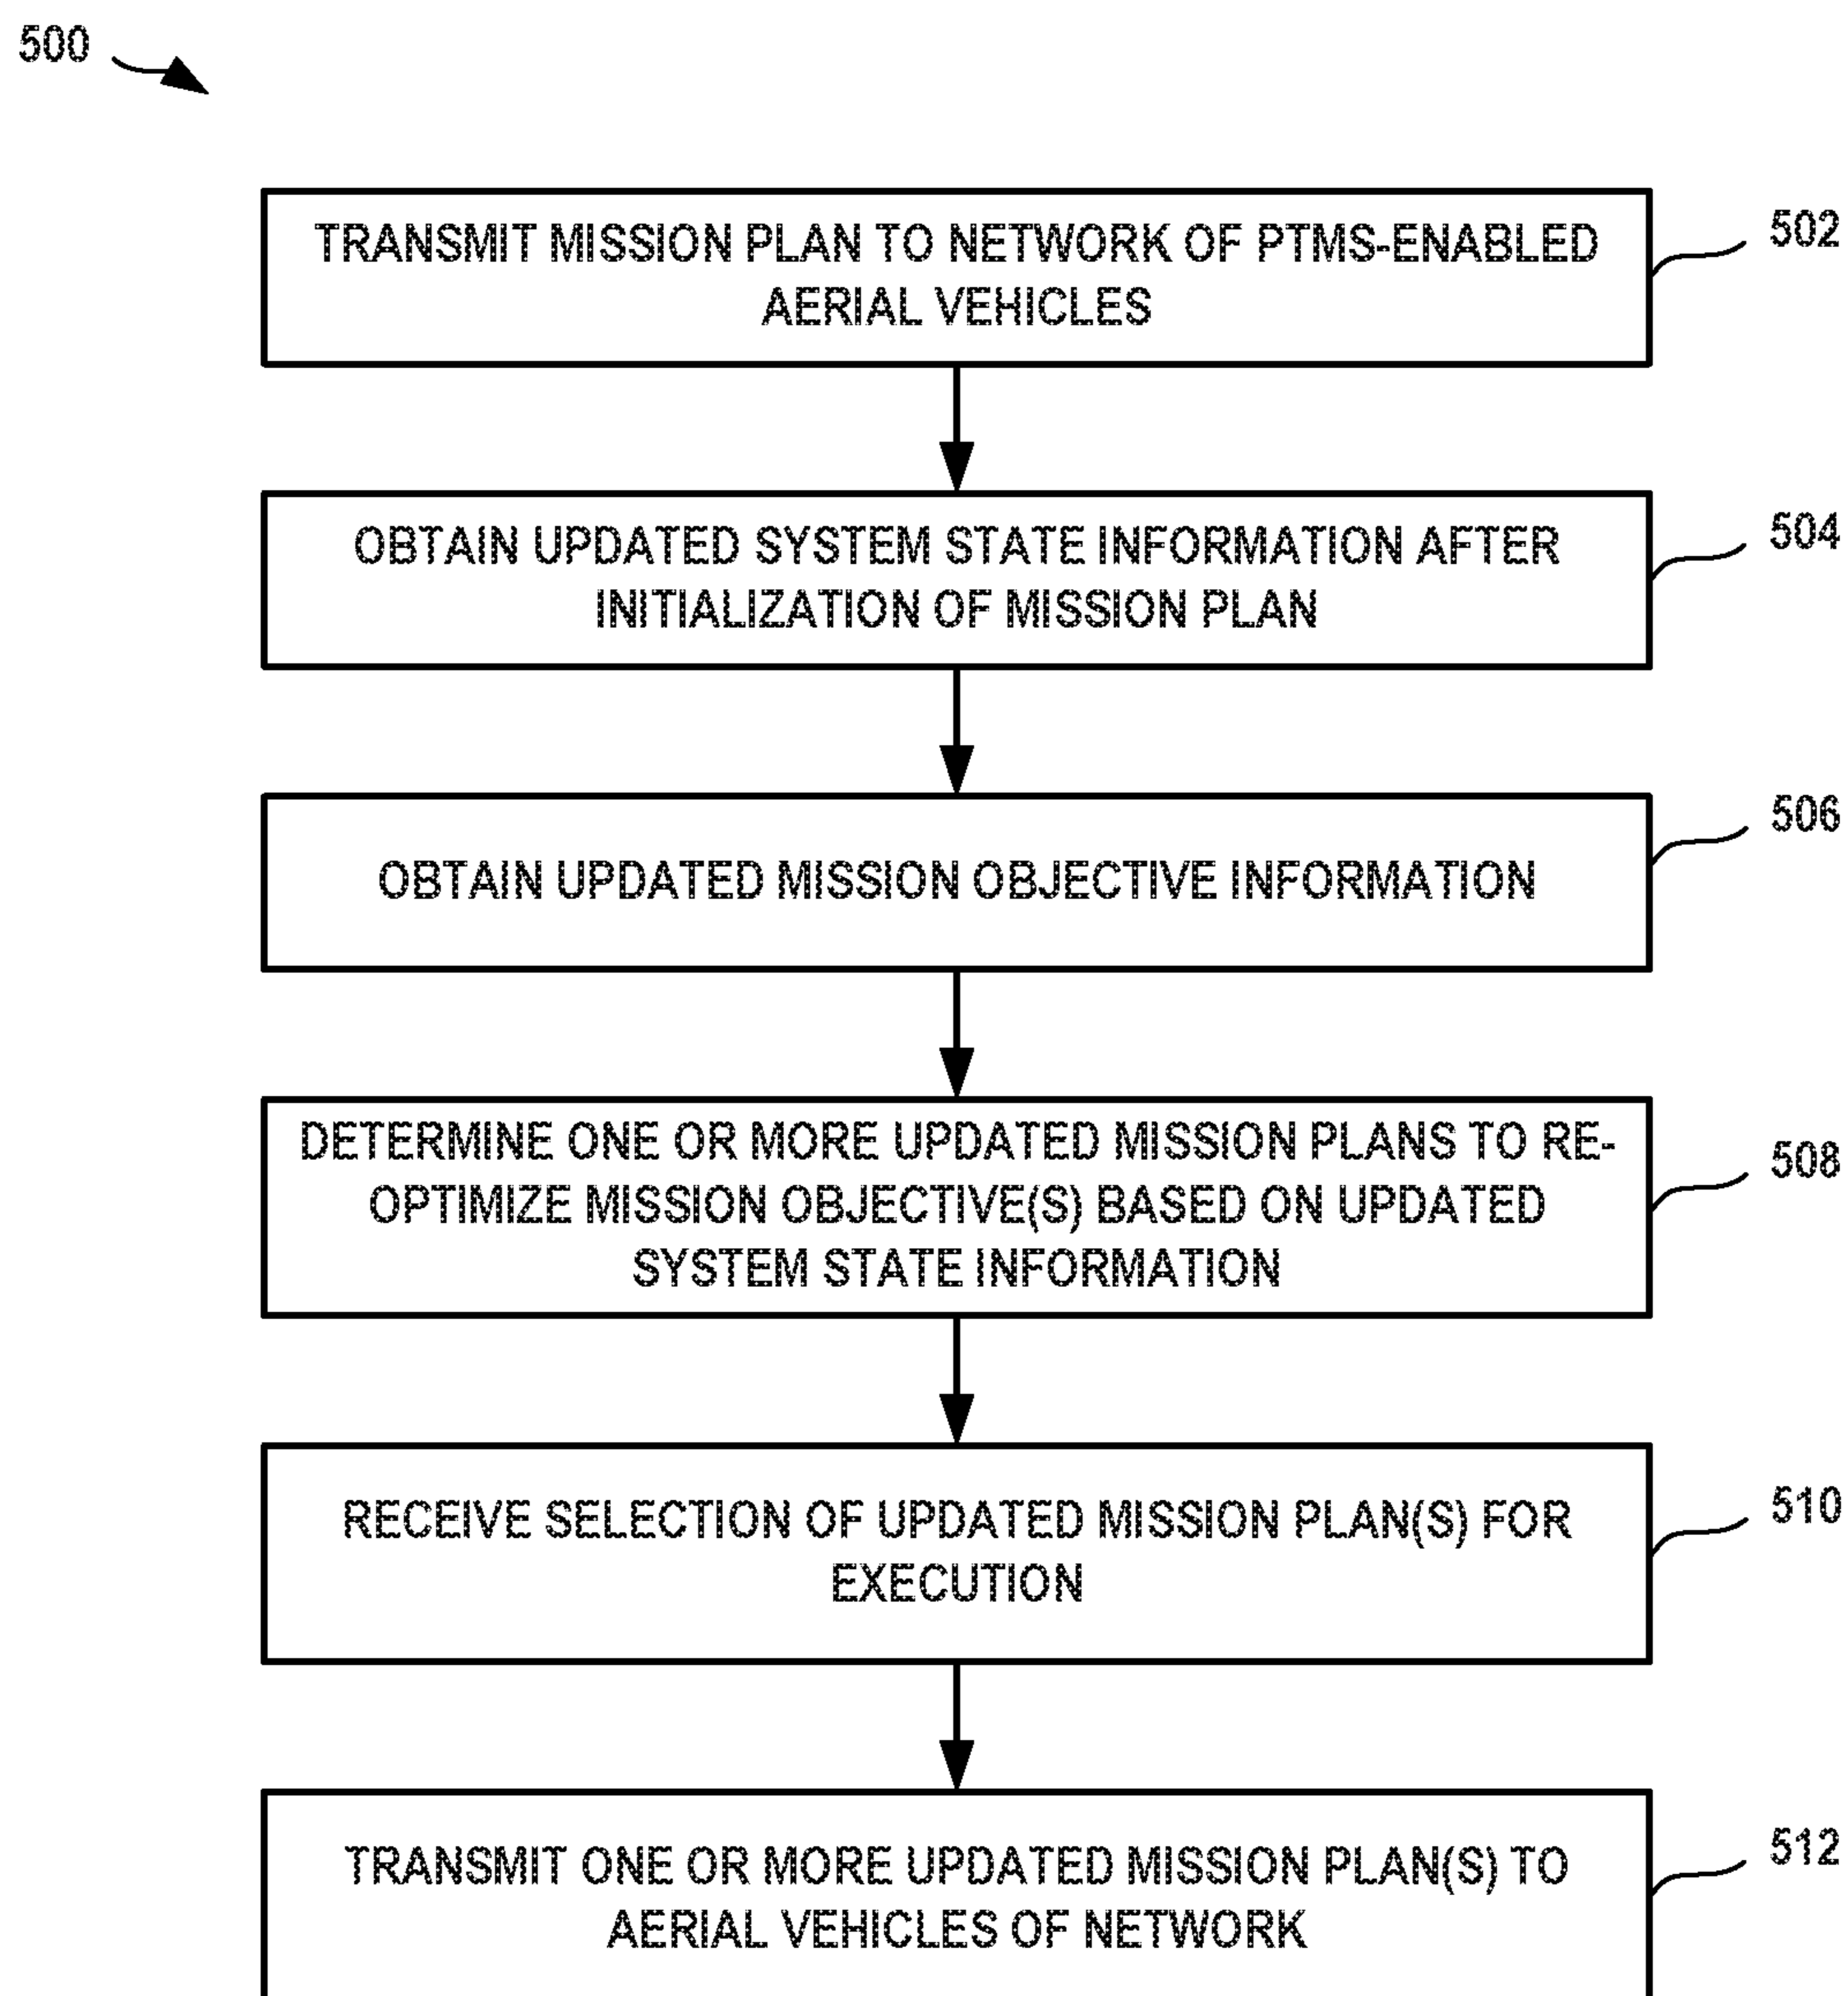 500
TRANSMIT MISSION PLAN TO NETWORK OF PTMS-ENABLED
AERIAL VEHICLES
502
OBTAIN UPDATED SYSTEM STATE INFORMATION AFTER
INITIALIZATION OF MISSION PLAN
504
OBTAIN UPDATED MISSION OBJECTIVE INFORMATION
506
DETERMINE ONE OR MORE UPDATED MISSION PLANS TO RE-
OPTIMIZE MISSION OBJECTIVE(S) BASED ON UPDATED
SYSTEM STATE INFORMATION
508
RECEIVE SELECTION OF UPDATED MISSION PLAN(S) FOR
EXECUTION
510
TRANSMIT ONE OR MORE UPDATED MISSION PLAN(S) TO
AERIAL VEHICLES OF NETWORK
512